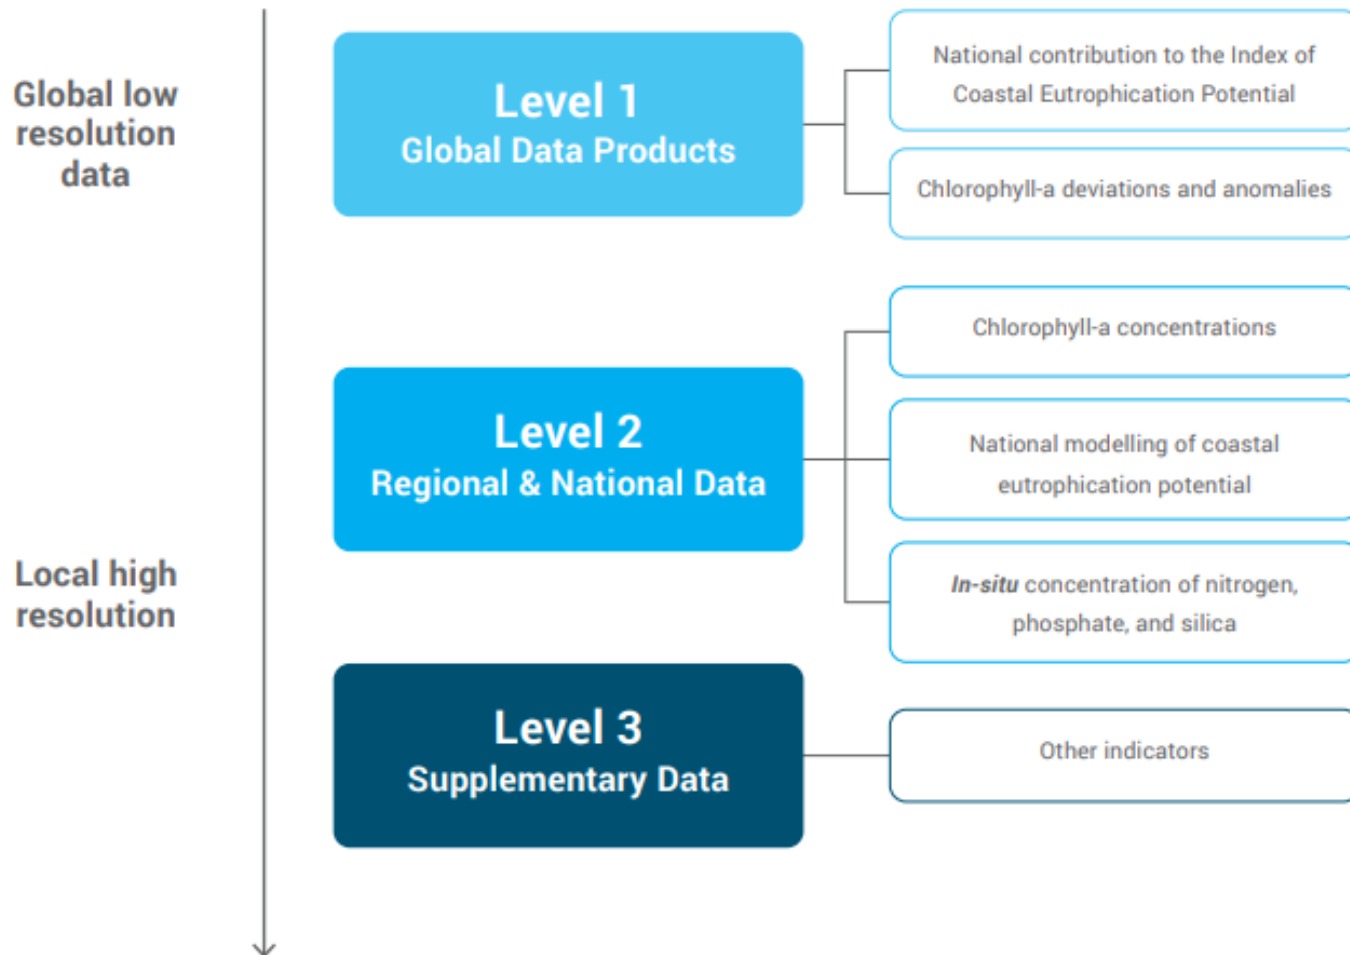 Global low
resolution
data
Level 1
Global Data Products
National contribution to the Index of
Coastal Eutrophication Potential
Chlorophyll-a deviations and anomalies
Level 2
Regional & National Data
Chlorophyll-a concentrations
National modelling of coastal
eutrophication potential
In-situ concentration of nitrogen,
phosphate, and silica
Local high
resolution
Level 3
Supplementary Data
Other indicators